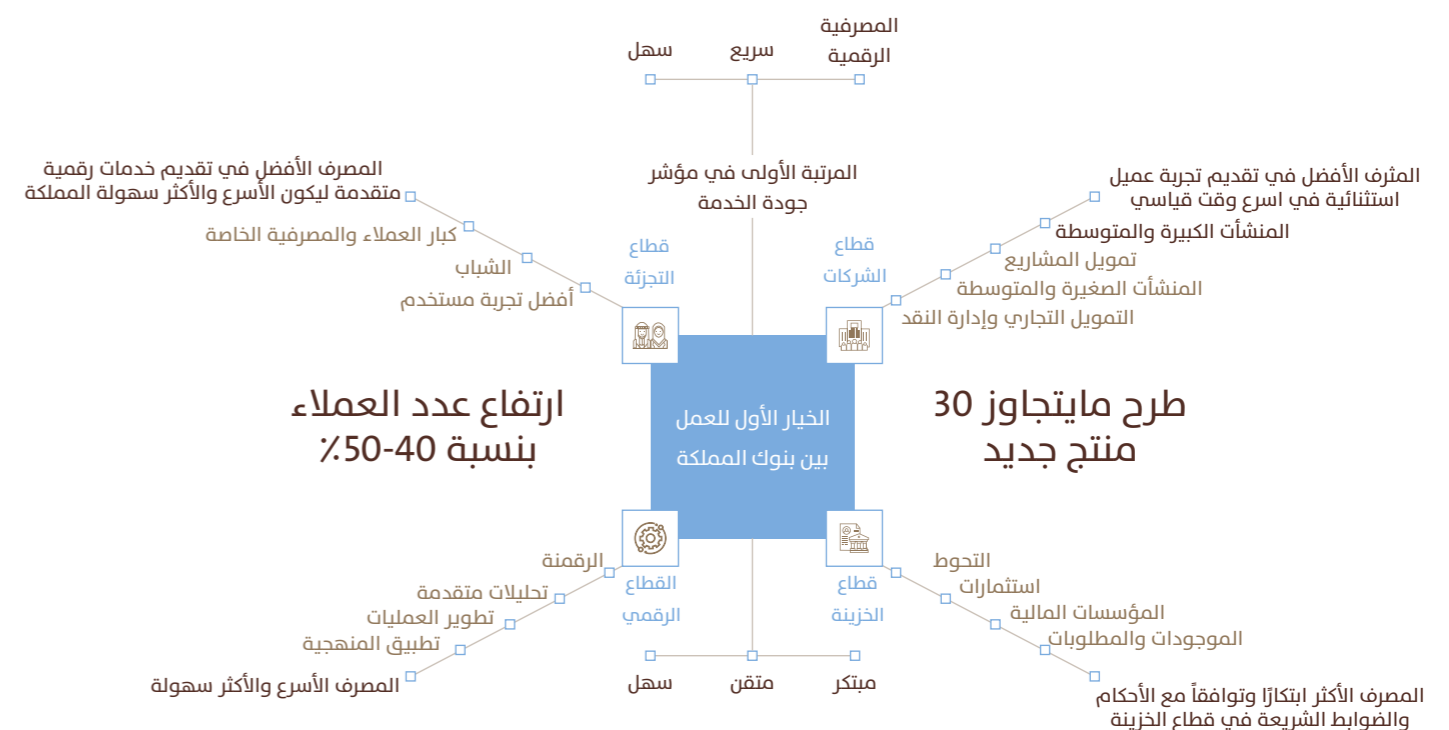 المصرفية
الرقمية
سريع
سهل
المرتبة الأولى في مؤشر
جودة الخدمة
المثرف الأفضل في تقديم تجربة عميل
استثنائية في اسرع وقت قياسي
المنشأت الكبيرة والمتوسطة
تمويل المشاريع
المنشأت الصغيرة والمتوسطة
التمويل التجاري وإدارة النقد
قطاع
الشركات
المصرف الأفضل في تقديم خدمات رقمية
متقدمة ليكون الأسرع والأكثر سهولة المملكة
كبار العملاء والمصرفية الخاصة
الشباب
أفضل تجربة مستخدم
قطاع
التجزئة
طرح مايتجاوز 30
منتج جديد
الخيار الأول للعمل
بين بنوك المملكة
ارتفاع عدد العملاء
بنسبة 40-50٪
قطاع
الخزينة
التحوط
استثمارات
المؤسسات المالية
الموجودات والمطلوبات
المصرف الأكثر ابتكارًا وتوافقاً مع الأحكام
والضوابط الشريعة في قطاع الخزينة
القطاع
الرقمي
الرقمنة
تحليلات متقدمة
تطوير العمليات
تطبيق المنهجية
المصرف الأسرع والأكثر سهولة
مبتكر
متقن
سهل